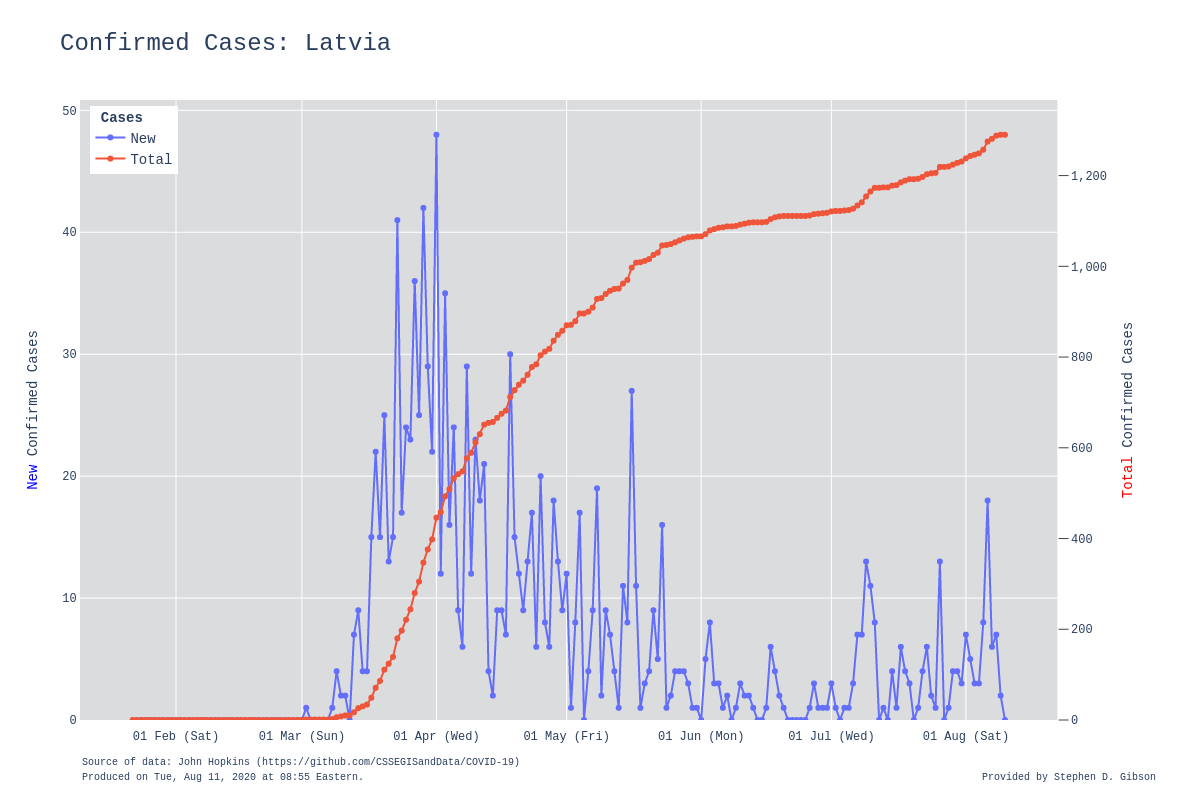 Confirmed Cases: Latvia
Cases
New
Total
50
40
30
20
10
0
1,200
1,000
800
600
400
200
0
New Confirmed Cases
Total Confirmed Cases
01 Feb (Sat)
01 Mar (Sun)
01 Apr (Wed)
01 May (Fri)
01 Jun (Mon)
01 Jul (Wed)
01 Aug (Sat)
Source of data: John Hopkins (https://github.com/CSSEGISandData/COVID-19)
Produced on Tue, Aug 11, 2020 at 08:55 Eastern.
Provided by Stephen D. Gibson